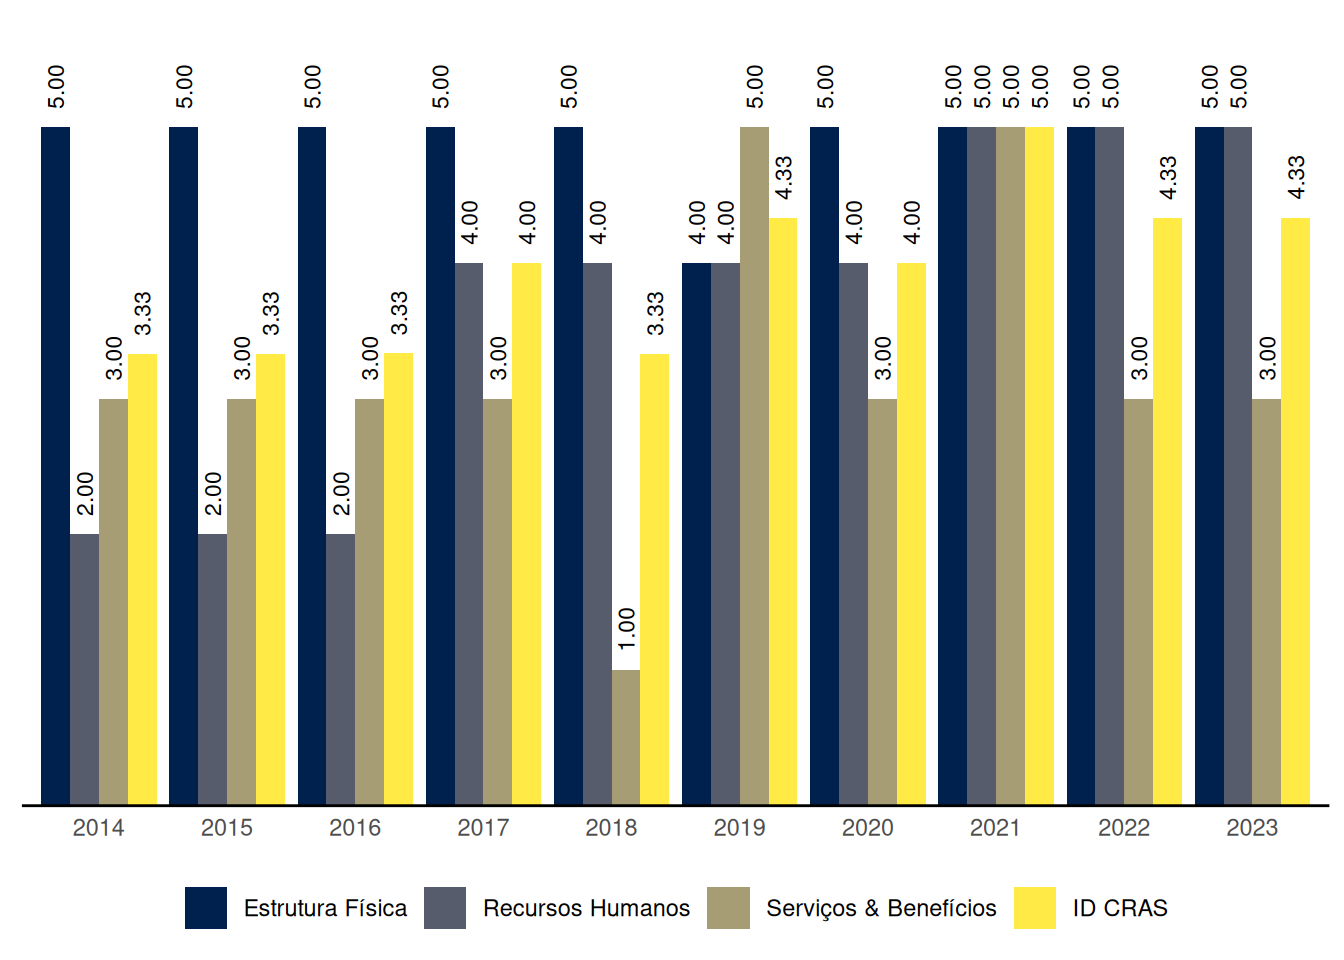 5.00 2.00 3.00 3.33 5.00 2.00 3.00 3.33 5.00 2.00 3.00 3.33 5.00 4.00 3.00 4.00 5.00 4.00 1.00 3.33 4.00 4.00 5.00 4.33 5.00 4.00 3.00 4.00 5.00 5.00 5.00 5.00 5.00 5.00 3.00 4.33 5.00 5.00 3.00 4.33
2014 2015 2016 2017 2018 2019 2020 2021 2022 2023
Estrutura Física Recursos Humanos Serviços & Benefícios ID CRAS